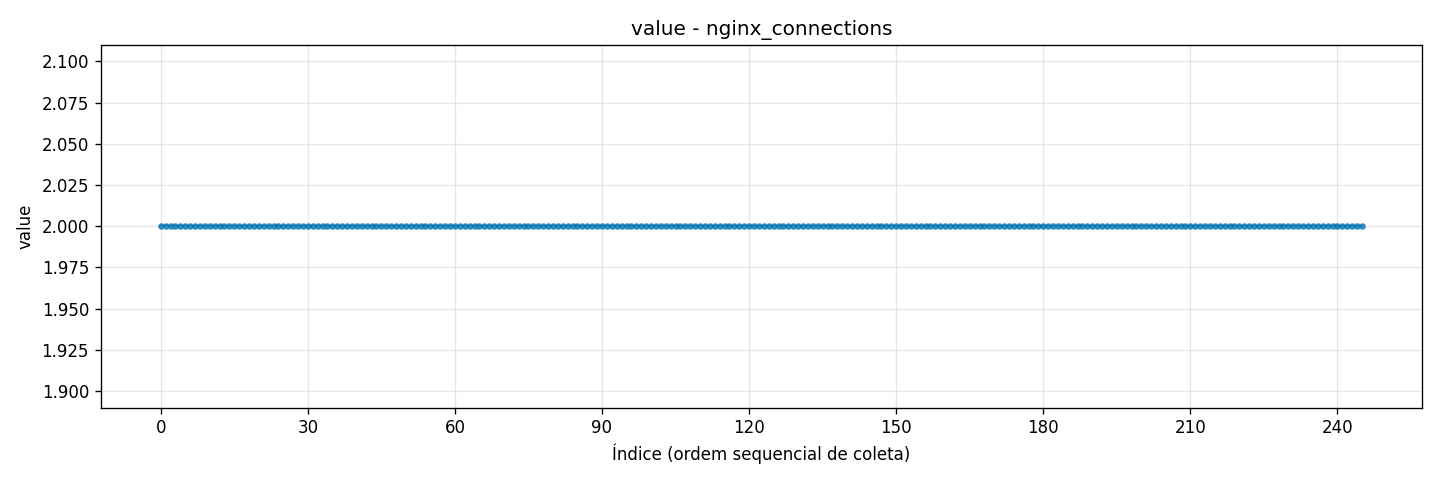 value - nginx_connections
2.100
2.075
2.050
2.025
2.000
1.975
1.950
1.925
1.900
value
0 30 60 90 120 150 180 210 240
Índice (ordem sequencial de coleta)